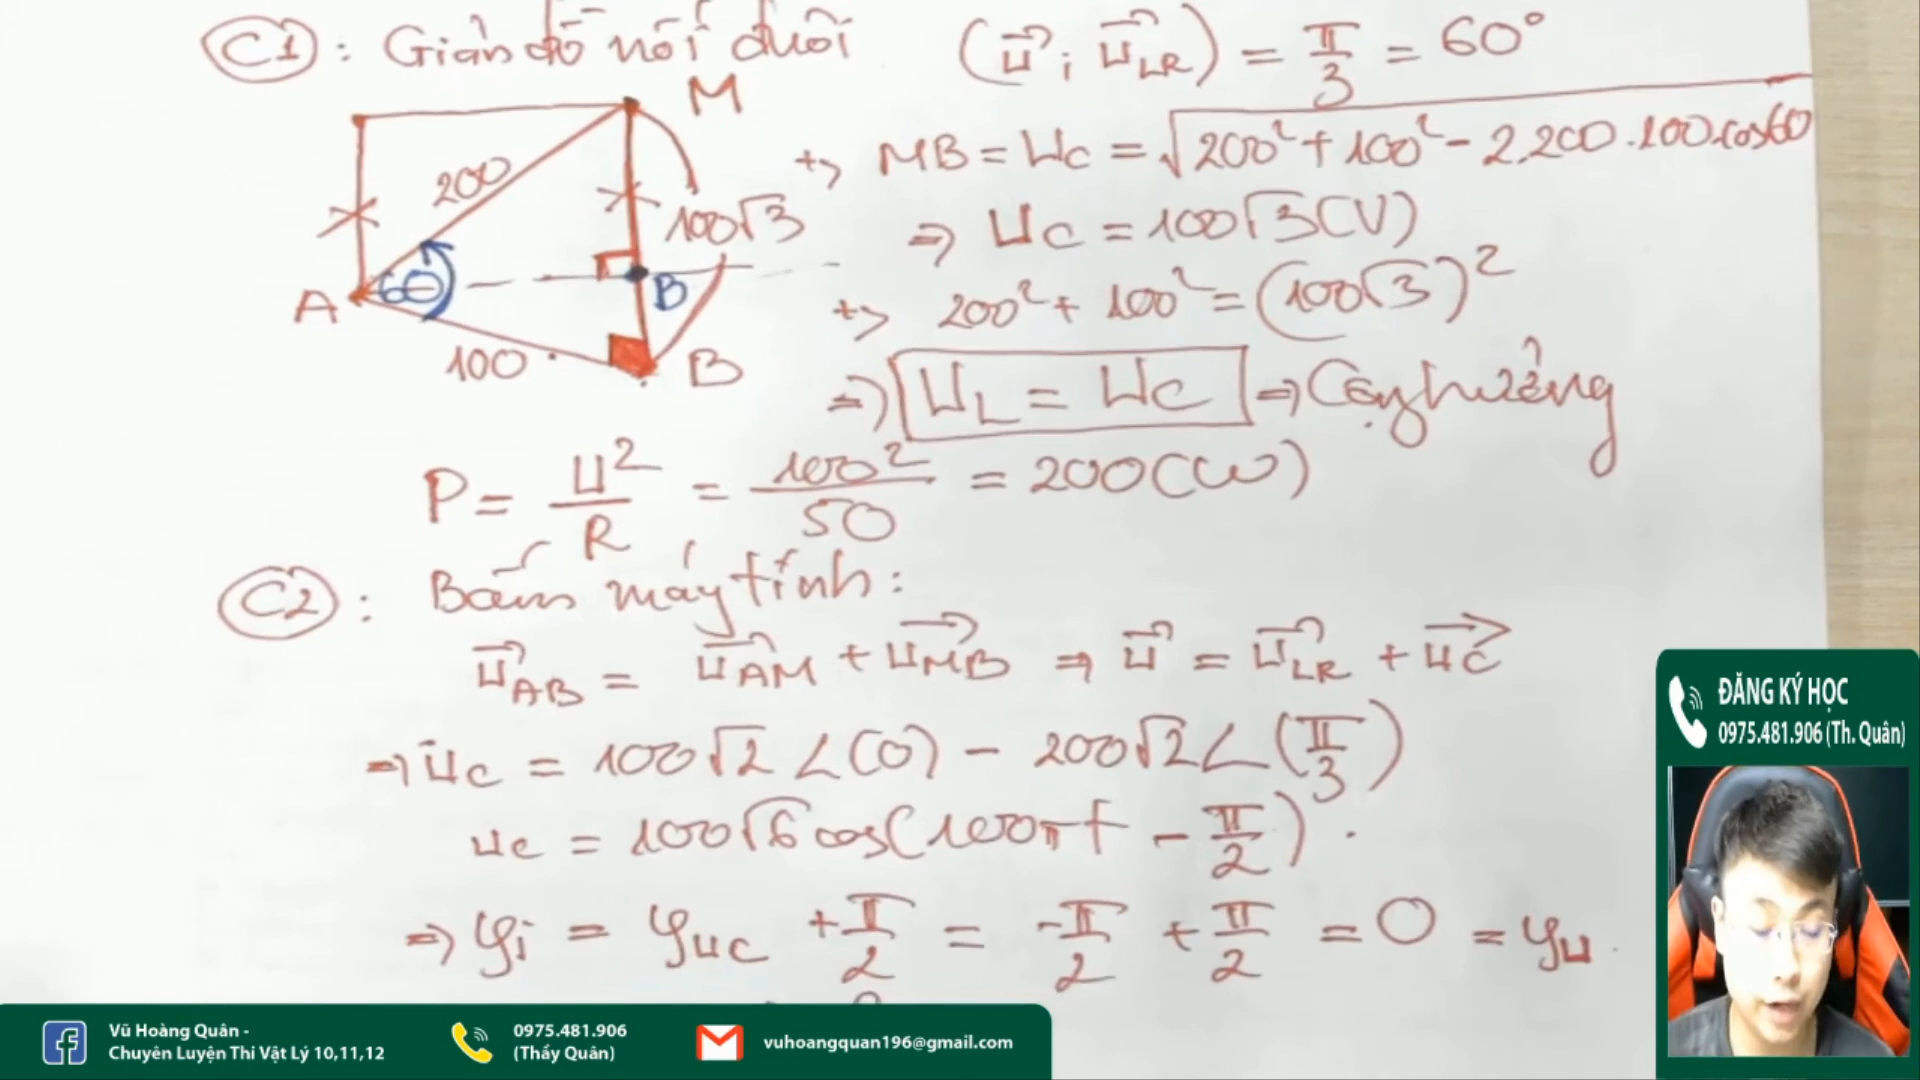 C1 : Giản đồ nối đuôi (u⃗ ; u⃗LR) = π/3 = 60°
M
200
+> MB = Uc = √(200² + 100² - 2.200.100.cos60
100√3
=> Uc = 100√3 (V)
A
60
B
+> 200² + 100² = (100√3)²
100
B
=> UL = Uc => Cộng hưởng
P = U²/R = 100²/50 = 200 (W)
C2 : Bấm máy tính :
u⃗AB = u⃗AM + u⃗MB => u⃗ = u⃗LR + u⃗C
=> uc = 100√2 ∠(0) - 200√2 ∠(π/3)
uc = 100√6 cos(100πt - π/2).
=> φi = φuc + π/2 = -π/2 + π/2 = 0 = φu.
ĐĂNG KÝ HỌC
0975.481.906 (Th. Quân)
Vũ Hoàng Quân -
Chuyên Luyện Thi Vật Lý 10,11,12
0975.481.906
(Thầy Quân)
vuhoangquan196@gmail.com